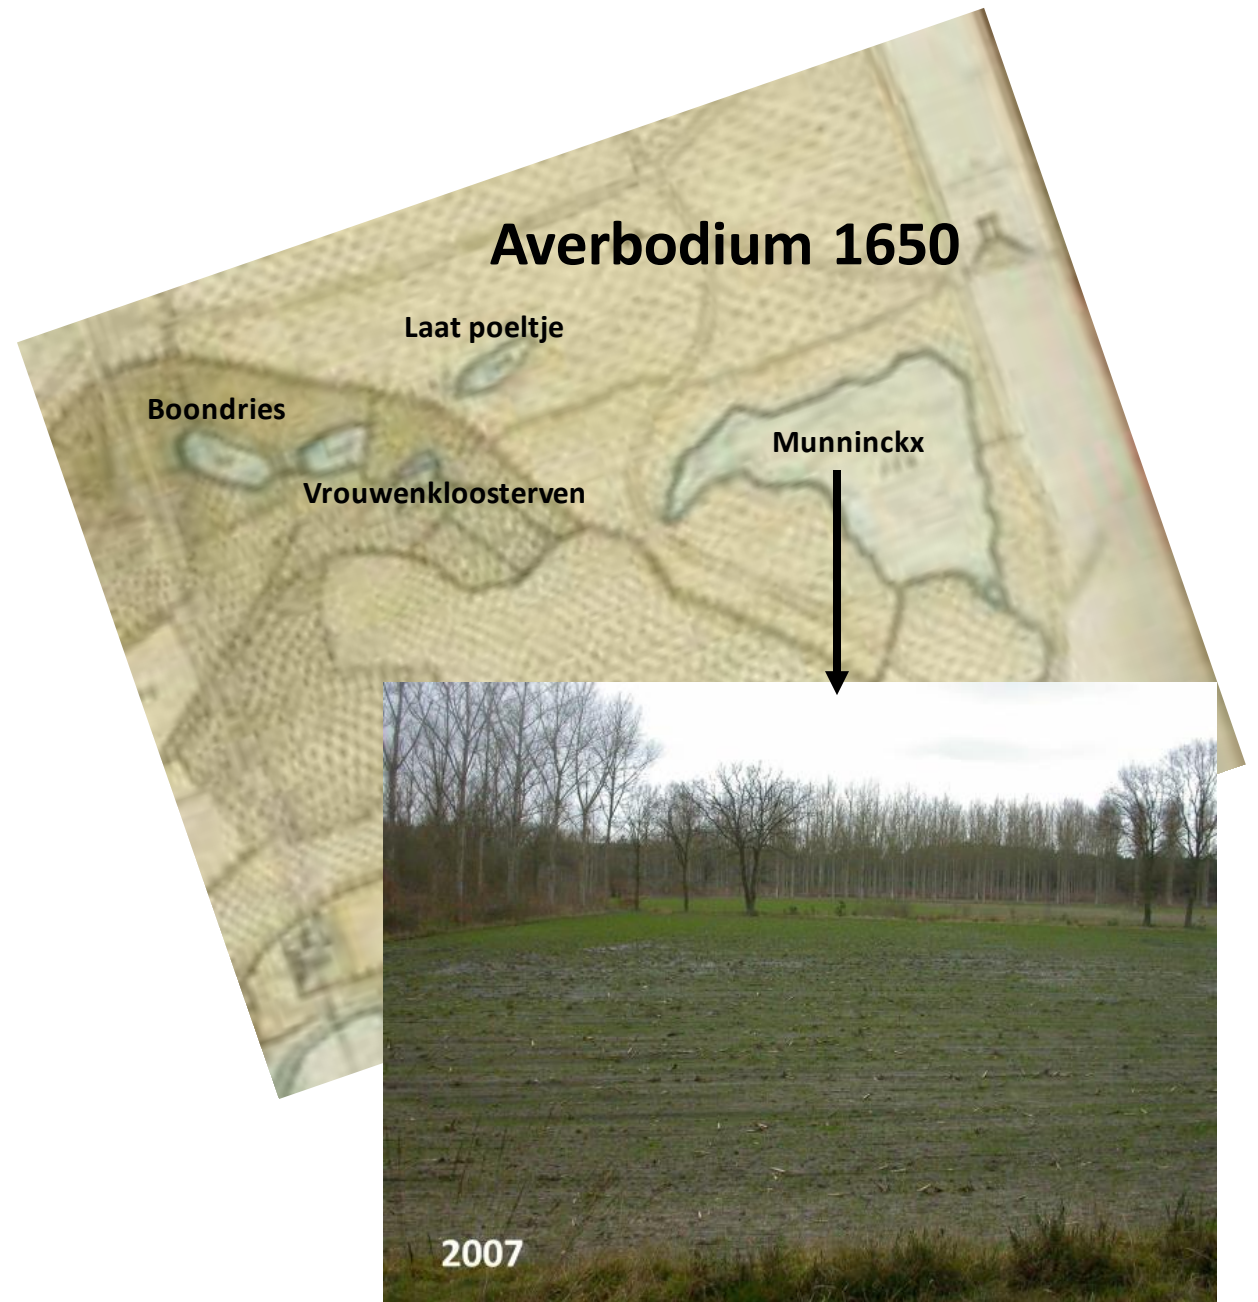 Averbodium 1650
Laat poeltje
Boondries
Munninckx
Vrouwenkloosterven
2007